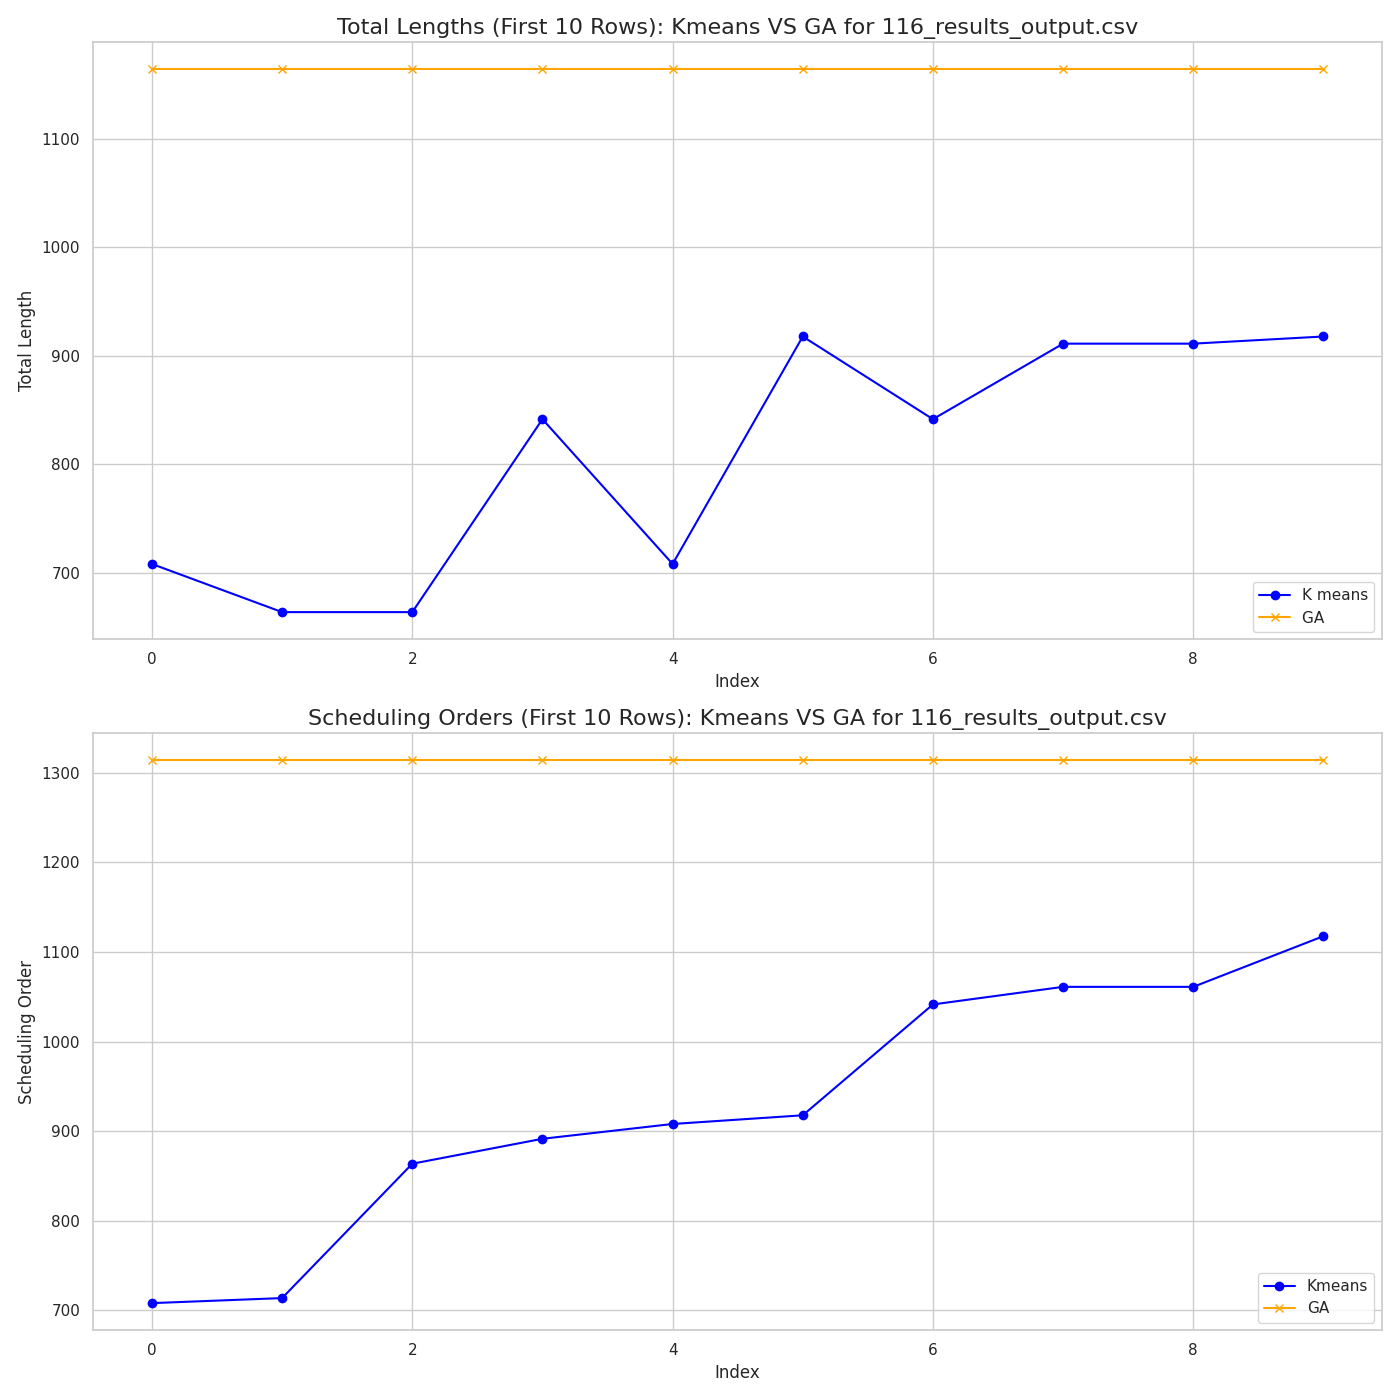 Total Lengths (First 10 Rows): Kmeans VS GA for 116_results_output.csv
Total Length
1100
1000
900
800
700
K means
GA
0 2 4 6 8
Index
Scheduling Orders (First 10 Rows): Kmeans VS GA for 116_results_output.csv
Scheduling Order
1300
1200
1100
1000
900
800
700
Kmeans
GA
0 2 4 6 8
Index